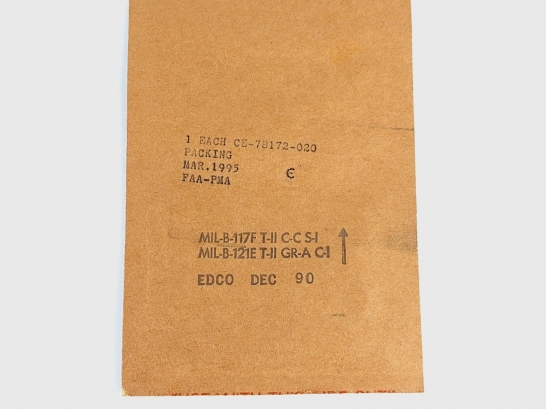 1 EACH CE-78172-020
PACKING
MAR.1995 C
FAA-PMA
MIL-B-117F T-II C-C S-I
MIL-B-121E T-II GR-A C-I
EDCO DEC 90